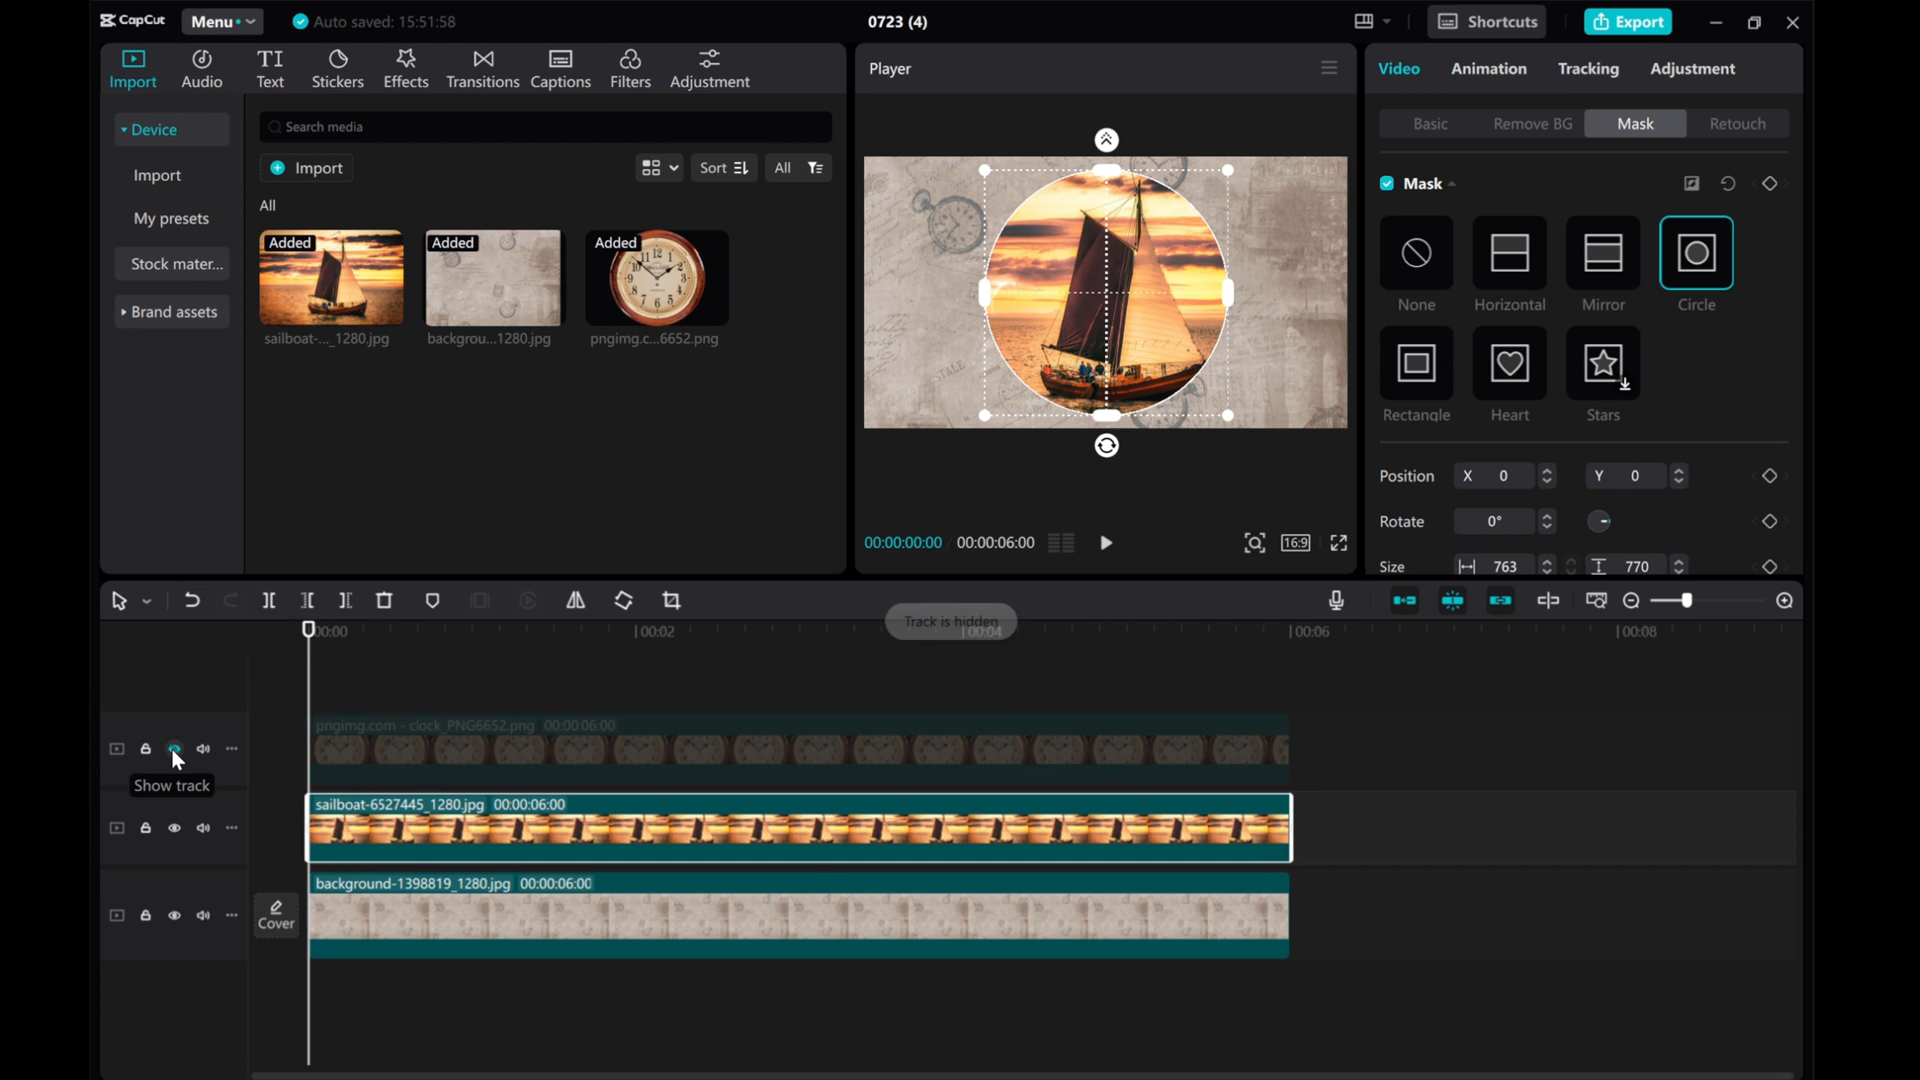 CapCut
Menu
Auto saved: 15:51:58
0723 (4)
Shortcuts
Export
Import
Audio
Text
Stickers
Effects
Transitions
Captions
Filters
Adjustment
Device
Import
My presets
Stock mater...
Brand assets
Search media
Import
Sort
All
All
Added
Added
Added
sailboat-..._1280.jpg
backgrou...1280.jpg
pngimg.c...6652.png
Player
STALE
00:00:00:00
00:00:06:00
16:9
Video
Animation
Tracking
Adjustment
Basic
Remove BG
Mask
Retouch
Mask
None
Horizontal
Mirror
Circle
Rectangle
Heart
Stars
Position
X 0
Y 0
Rotate
0°
Size
763
770
Track is hidden
00:00
00:02
00:04
00:06
00:08
pngimg.com - clock_PNG6652.png 00:00:06:00
Show track
sailboat-6527445_1280.jpg 00:00:06:00
background-1398819_1280.jpg 00:00:06:00
Cover